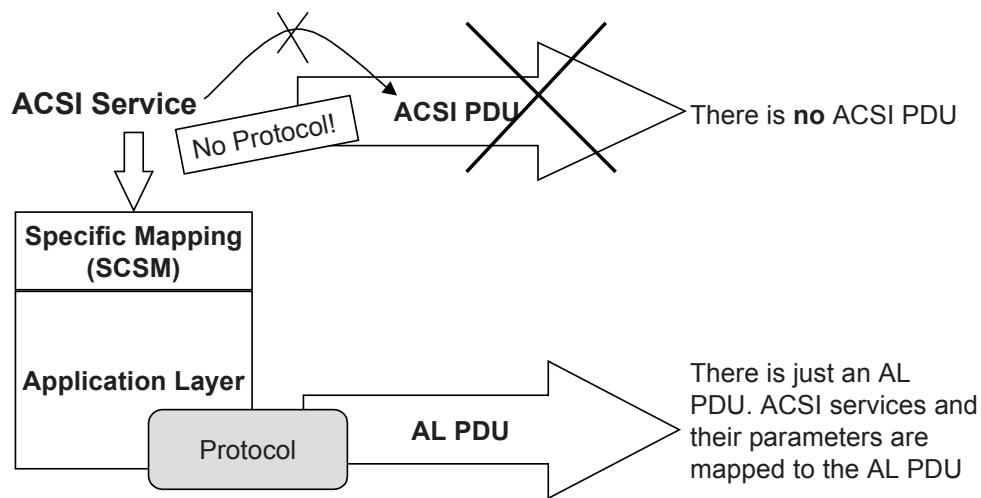 ACSI Service
No Protocol!
ACSI PDU
There is no ACSI PDU
Specific Mapping
(SCSM)
Application Layer
Protocol
AL PDU
There is just an AL
PDU. ACSI services and
their parameters are
mapped to the AL PDU